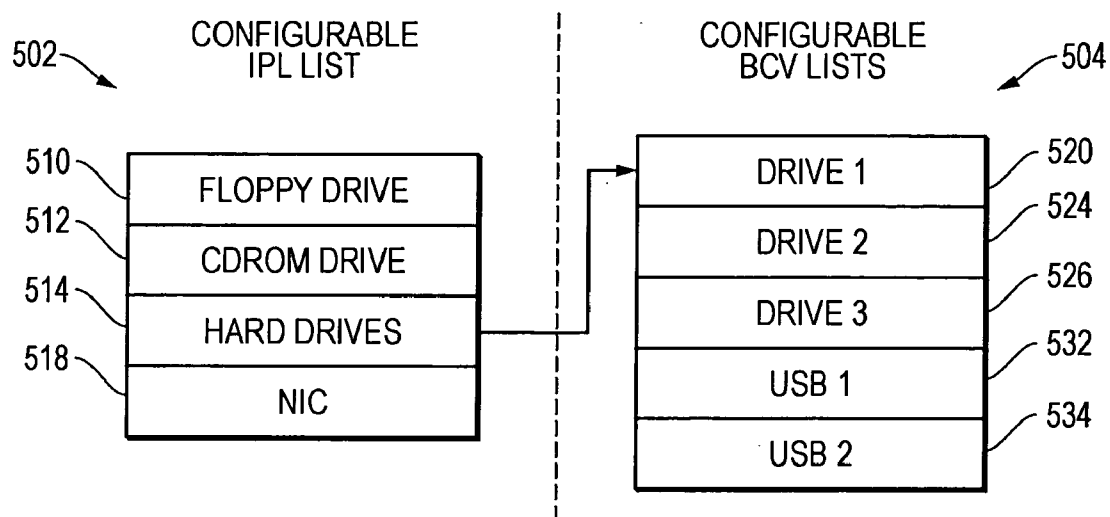 CONFIGURABLE
IPL LIST
502
510
FLOPPY DRIVE
512
CDROM DRIVE
514
HARD DRIVES
518
NIC
CONFIGURABLE
BCV LISTS
504
DRIVE 1
520
DRIVE 2
524
DRIVE 3
526
USB 1
532
USB 2
534